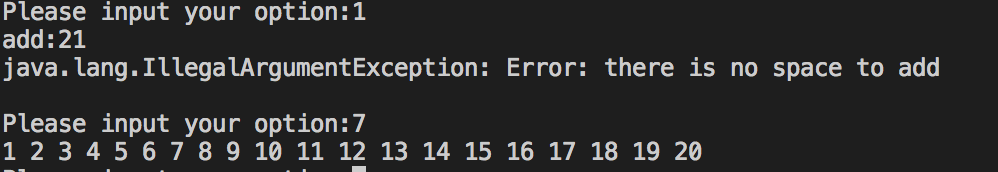 Please input your option:1
add:21
java.lang.IllegalArgumentException: Error: there is no space to add
Please input your option:7
1 2 3 4 5 6 7 8 9 10 11 12 13 14 15 16 17 18 19 20